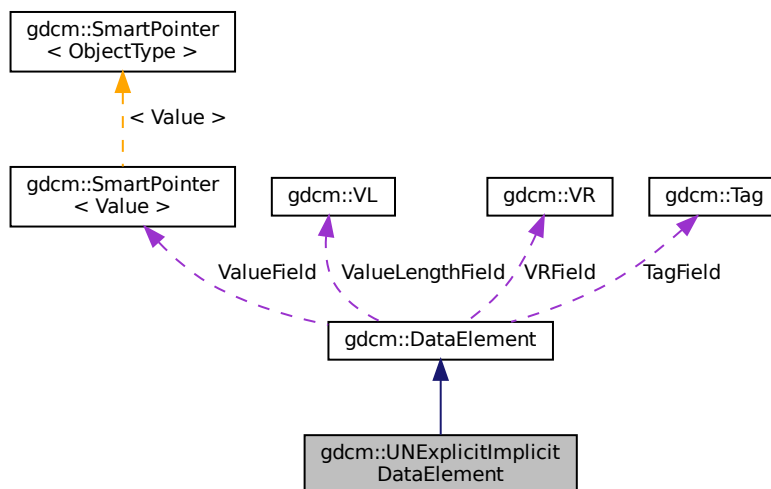 gdcm::SmartPointer
< ObjectType >
< Value >
gdcm::SmartPointer
< Value >
gdcm::VL
gdcm::VR
gdcm::Tag
ValueField
ValueLengthField
VRField
TagField
gdcm::DataElement
gdcm::UNExplicitImplicit
DataElement